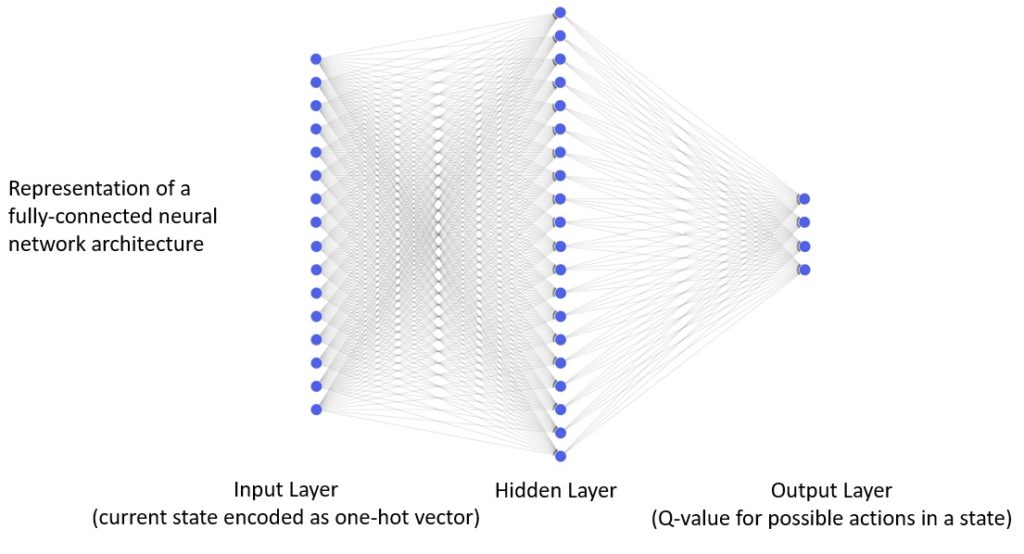 Representation of a
fully-connected neural
network architecture
Input Layer
(current state encoded as one-hot vector)
Hidden Layer
Output Layer
(Q-value for possible actions in a state)